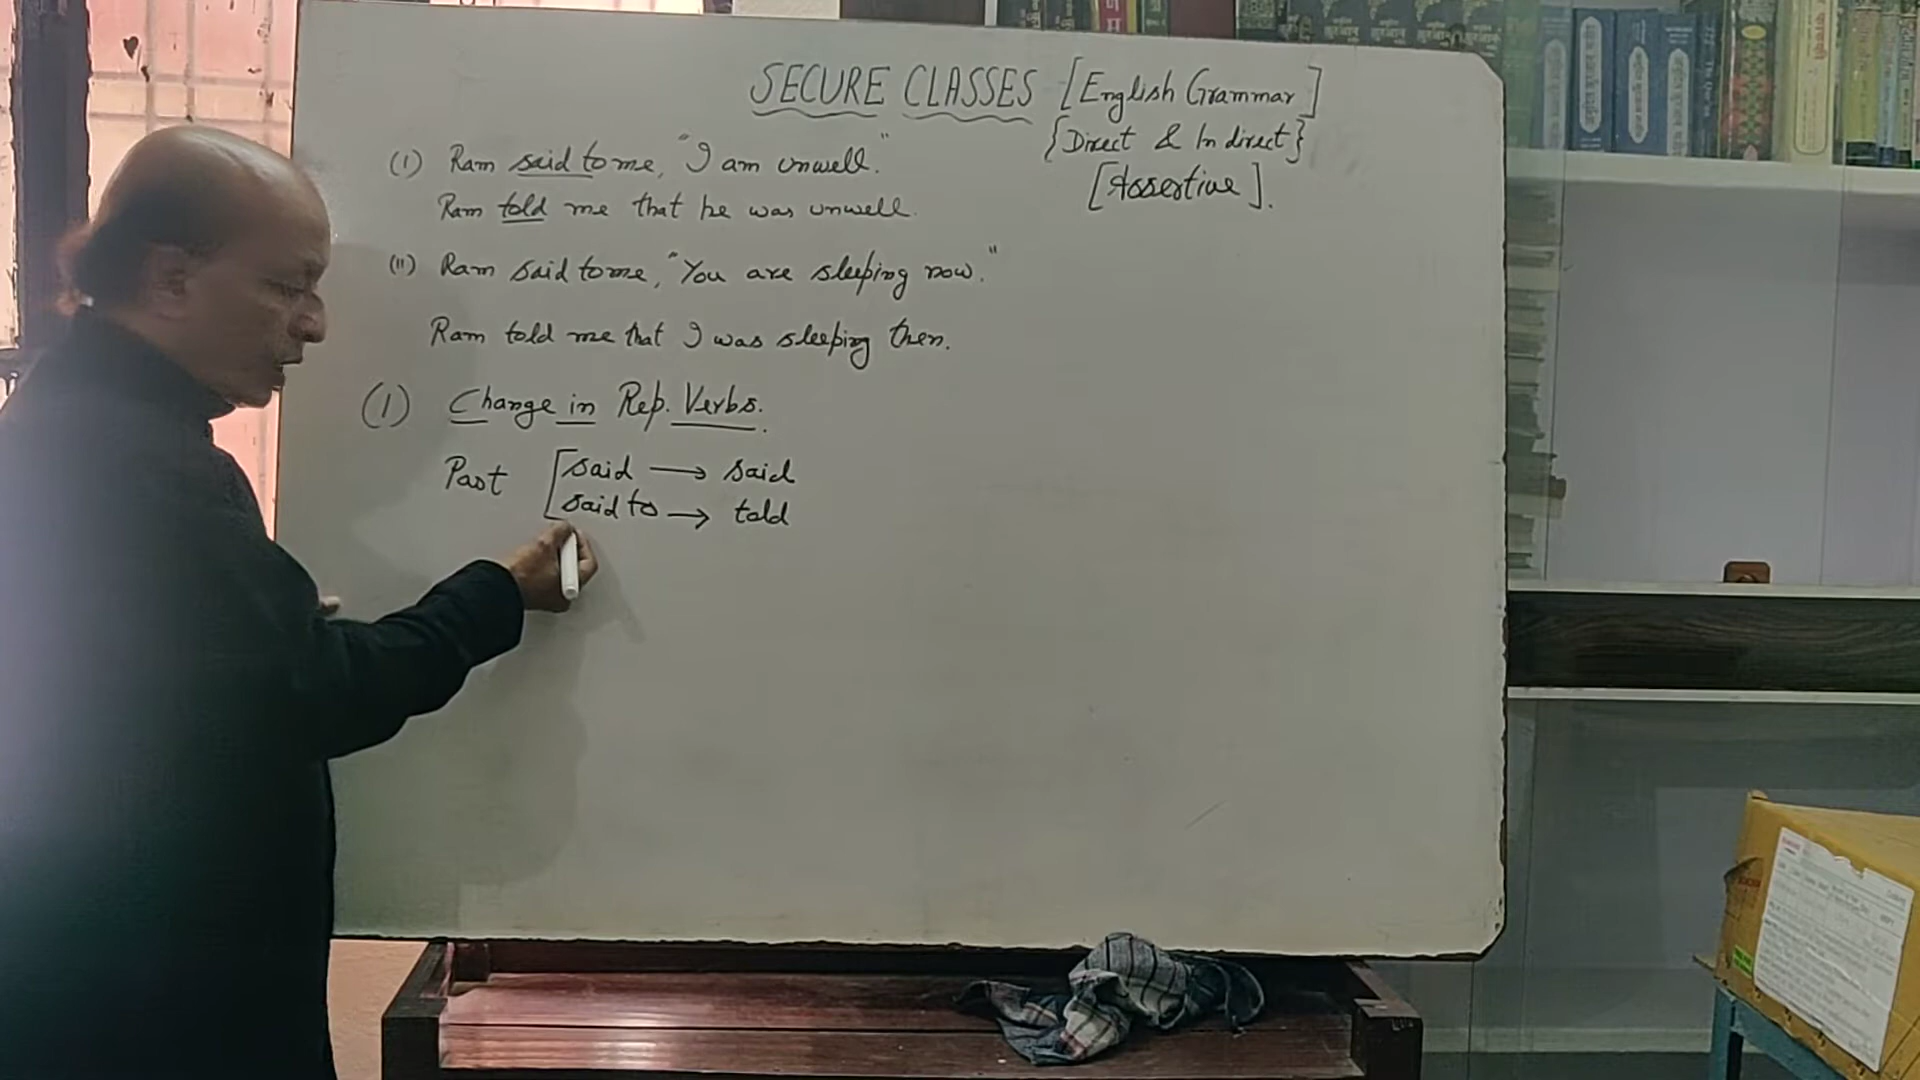 SECURE CLASSES [English Grammar]
{Direct & Indirect}
[Assertive].
(I) Ram said to me, "I am unwell."
Ram told me that he was unwell.
(II) Ram said to me, "You are sleeping now."
Ram told me that I was sleeping then.
(1) Change in Rep. Verbs.
Past [said → said
said to → told